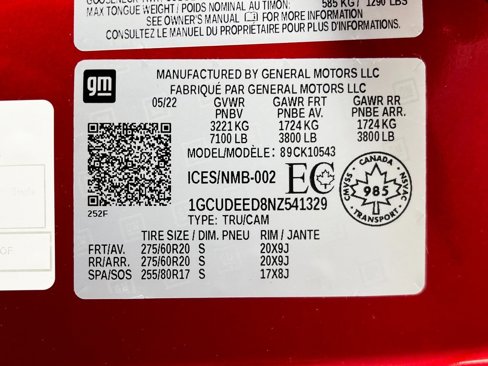 MAX TONGUE WEIGHT / POIDS NOMINAL AU TIMON: 585 KG / 1290 LBS
SEE OWNER'S MANUAL FOR MORE INFORMATION
CONSULTEZ LE MANUEL DU PROPRIÉTAIRE POUR PLUS D'INFORMATIONS.
gm
MANUFACTURED BY GENERAL MOTORS LLC
FABRIQUÉ PAR GENERAL MOTORS LLC
05/22 GVWR GAWR FRT GAWR RR
PNBV PNBE AV. PNBE ARR.
3221 KG 1724 KG 1724 KG
7100 LB 3800 LB 3800 LB
MODEL/MODÈLE: 89CK10543
ICES/NMB-002 EC
CANADA
CMVSS 985 NSVAC
TRANSPORT
1GCUDEED8NZ541329
252F TYPE: TRU/CAM
TIRE SIZE / DIM. PNEU RIM / JANTE
FRT/AV. 275/60R20 S 20X9J
RR/ARR. 275/60R20 S 20X9J
SPA/SOS 255/80R17 S 17X8J